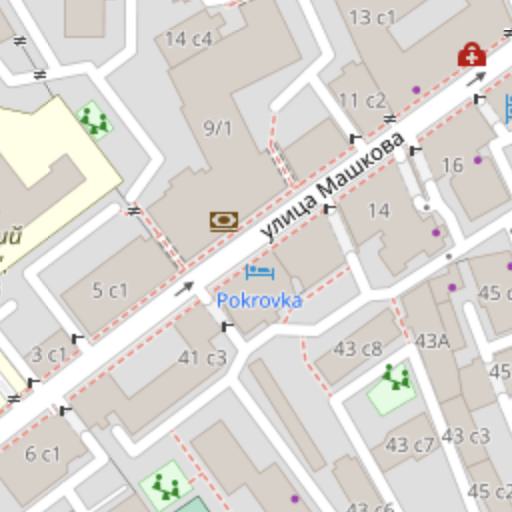 13 с1
14 с4
11 с2
9/1
16
улица Машкова
14
ий
5 с1
Pokrovka
45 с
43А
3 с1
41 с3
43 с8
45
6 с1
43 с7
43 с3
45 с2
43 с6